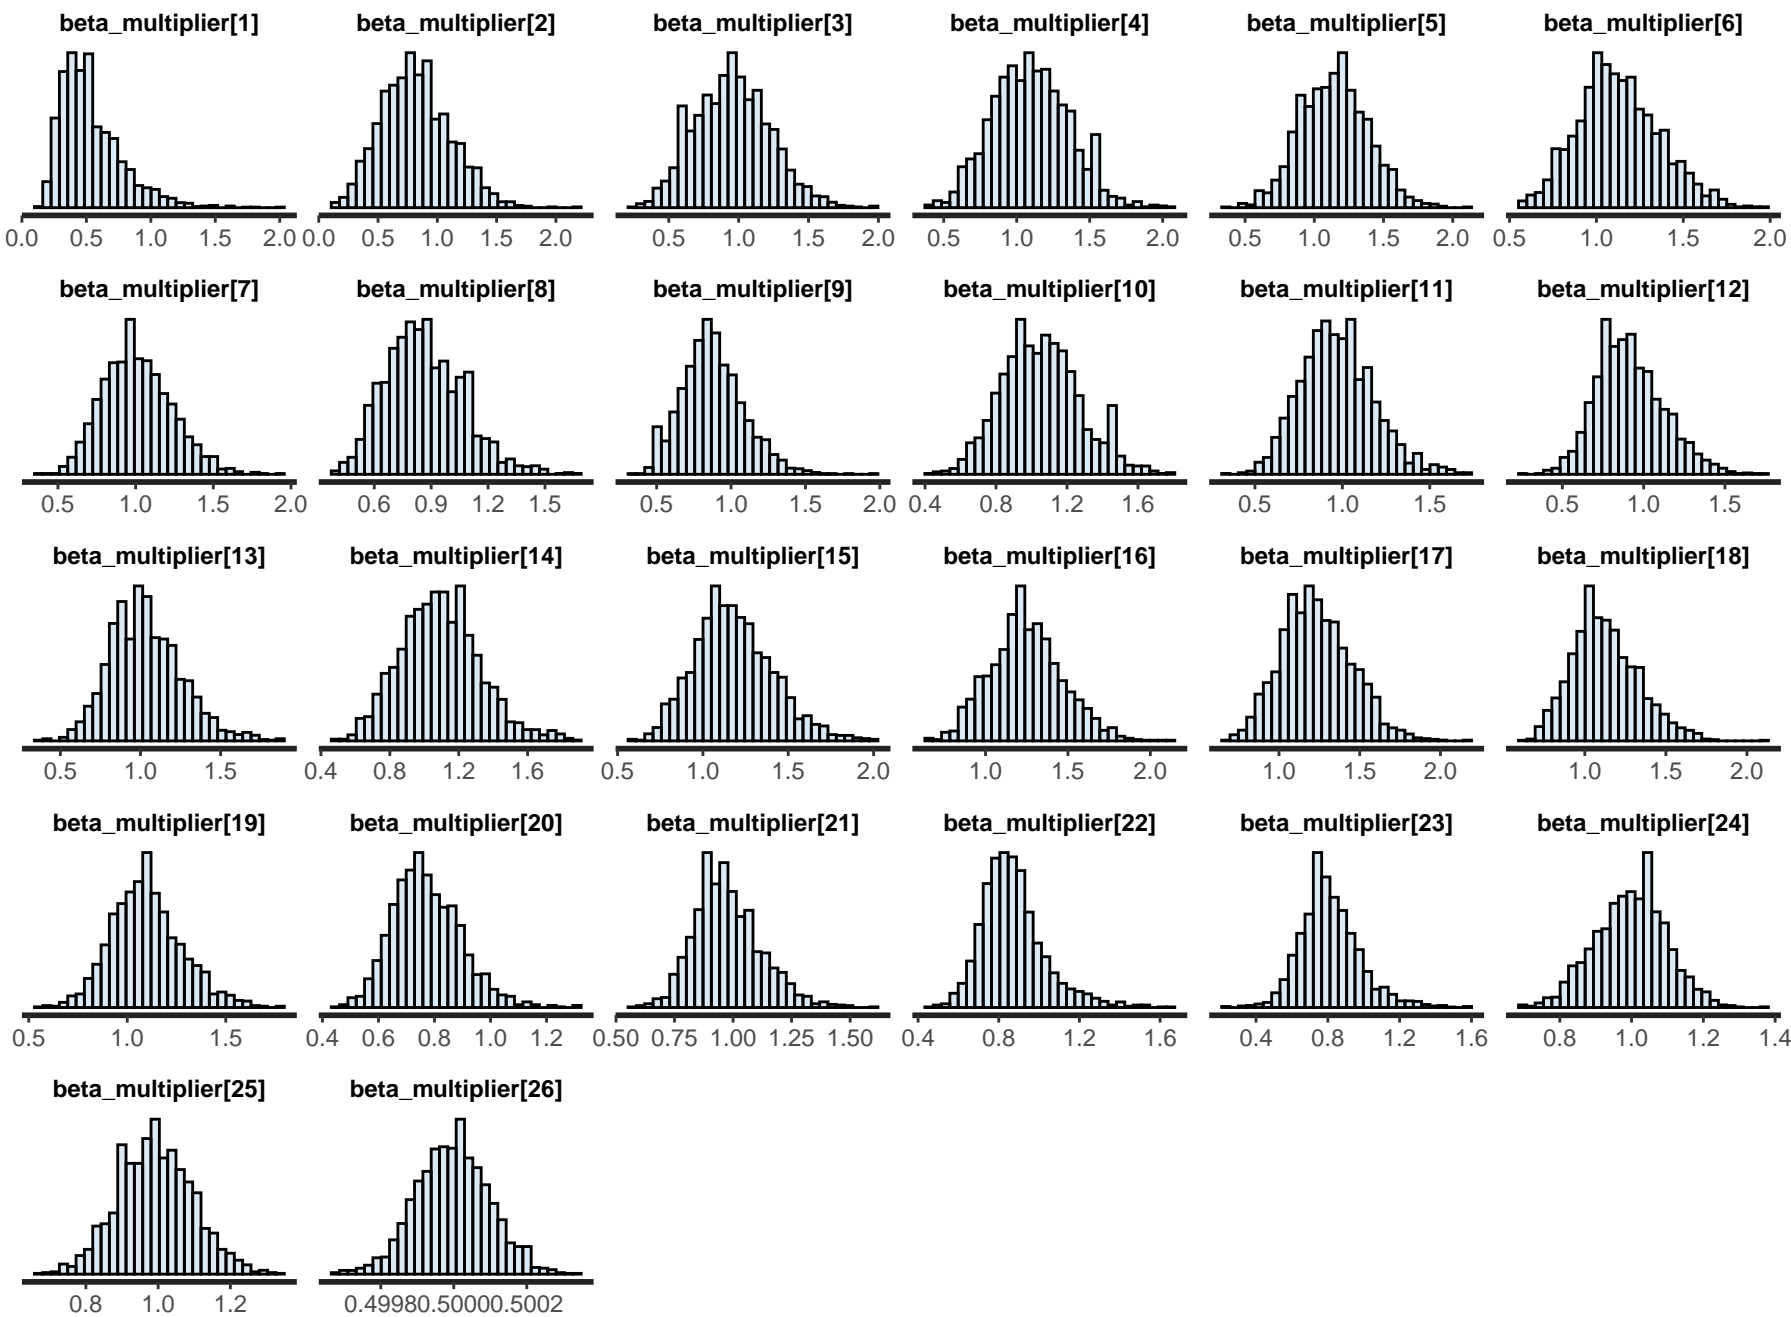 beta_multiplier[1] beta_multiplier[2] beta_multiplier[3] beta_multiplier[4] beta_multiplier[5] beta_multiplier[6]
0.0 0.5 1.0 1.5 2.0 0.0 0.5 1.0 1.5 2.0 0.5 1.0 1.5 2.0 0.5 1.0 1.5 2.0 0.5 1.0 1.5 2.0 0.5 1.0 1.5 2.0
beta_multiplier[7] beta_multiplier[8] beta_multiplier[9] beta_multiplier[10] beta_multiplier[11] beta_multiplier[12]
0.5 1.0 1.5 2.0 0.6 0.9 1.2 1.5 0.5 1.0 1.5 2.0 0.4 0.8 1.2 1.6 0.5 1.0 1.5 0.5 1.0 1.5
beta_multiplier[13] beta_multiplier[14] beta_multiplier[15] beta_multiplier[16] beta_multiplier[17] beta_multiplier[18]
0.5 1.0 1.5 0.4 0.8 1.2 1.6 0.5 1.0 1.5 2.0 1.0 1.5 2.0 1.0 1.5 2.0 1.0 1.5 2.0
beta_multiplier[19] beta_multiplier[20] beta_multiplier[21] beta_multiplier[22] beta_multiplier[23] beta_multiplier[24]
0.5 1.0 1.5 0.4 0.6 0.8 1.0 1.2 0.50 0.75 1.00 1.25 1.50 0.4 0.8 1.2 1.6 0.4 0.8 1.2 1.6 0.8 1.0 1.2 1.4
beta_multiplier[25] beta_multiplier[26]
0.8 1.0 1.2 0.4998 0.5000 0.5002